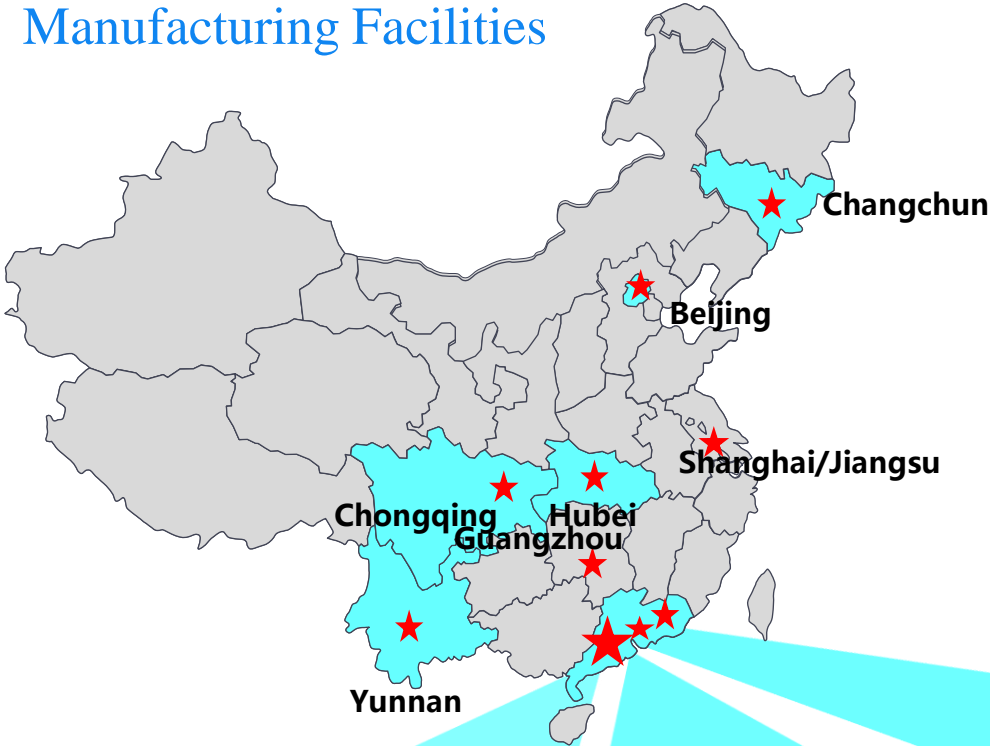 Manufacturing Facilities
Changchun
Beijing
Shanghai/Jiangsu
Chongqing
Hubei
Guangzhou
Yunnan